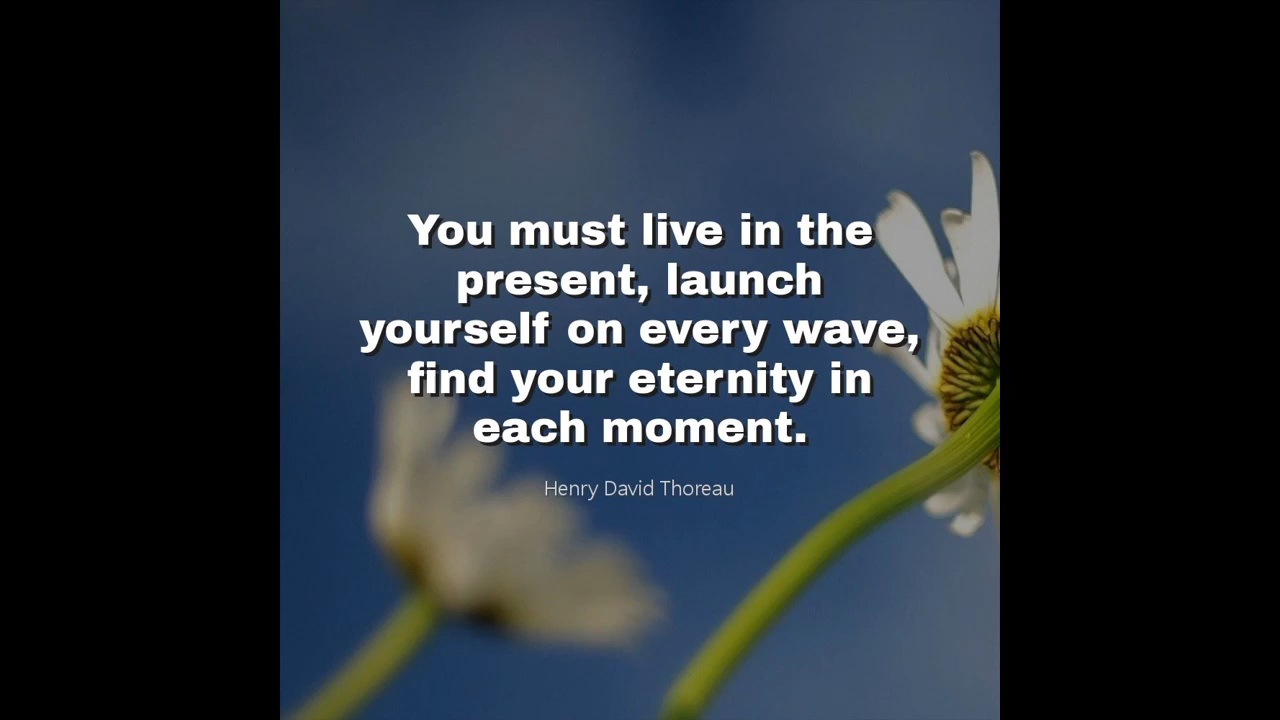 You must live in the
present, launch
yourself on every wave,
find your eternity in
each moment.
Henry David Thoreau